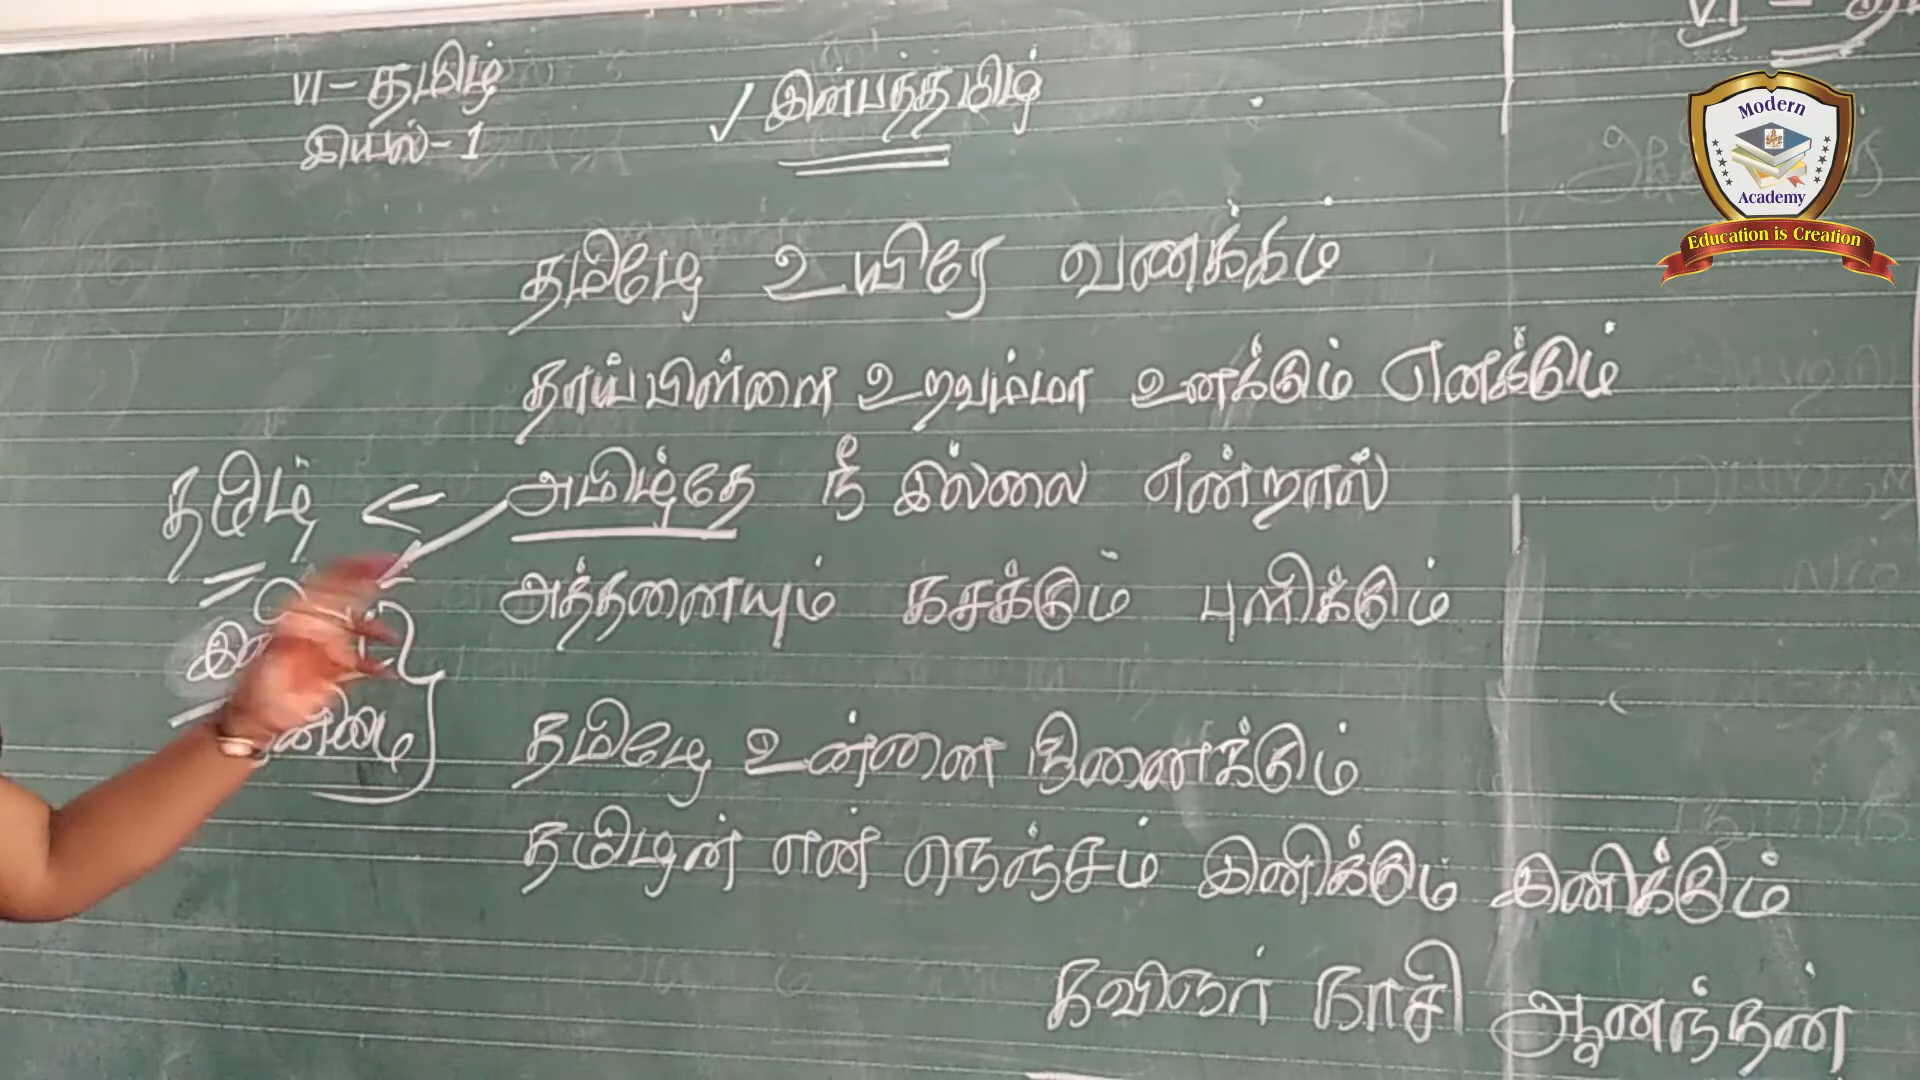 VI - தமிழ்
இயல் - 1
✓ இன்பத்தமிழ்
VI -
Modern
Academy
Education is Creation
தமிழே உயிரே வணக்கம்
தாய்பிள்ளை உறவம்மா உனக்கும் எனக்கும்
தமிழ் ← அமிழ்தே நீ இல்லை என்றால்
அத்தனையும் கசக்கும் புளிக்கும்
தமிழே உன்னை நினைக்கும்
தமிழன் என் நெஞ்சம் இனிக்கும் இனிக்கும்
கவிஞர் காசி ஆனந்தன்